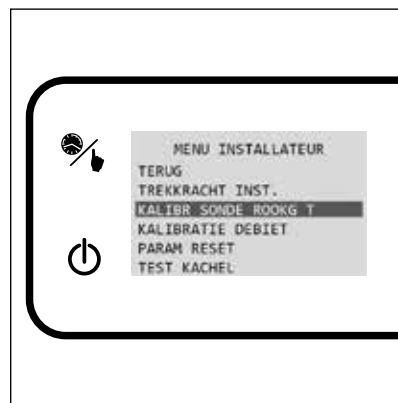 MENU INSTALLATEUR
TERUG
TREKKRACHT INST.
KALIBR SONDE ROOKG T
KALIBRATIE DEBIET
PARAM RESET
TEST KACHEL